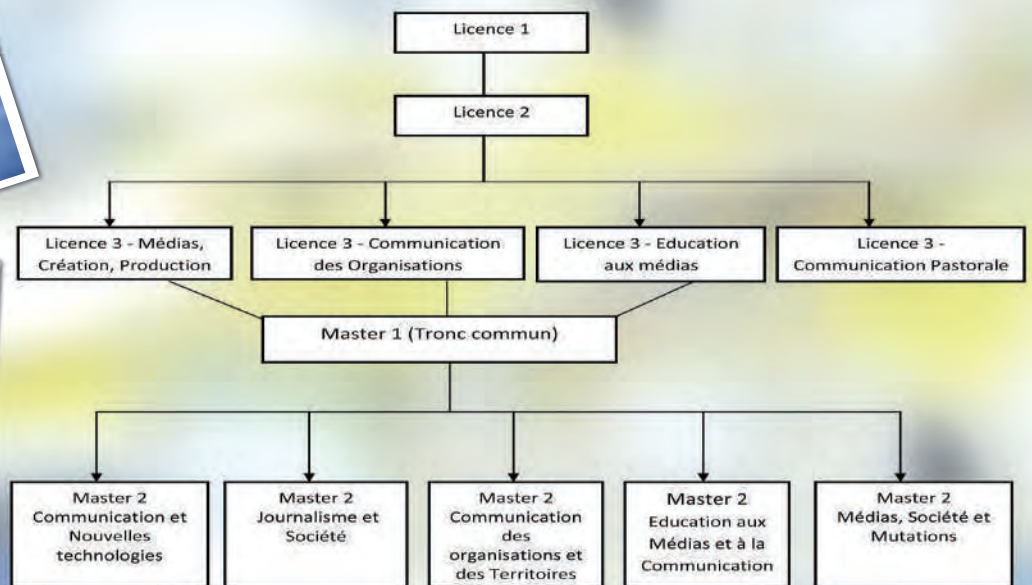 Licence 1
Licence 2
Licence 3 - Médias,
Création, Production
Licence 3 - Communication
des Organisations
Licence 3 - Education
aux médias
Licence 3 -
Communication Pastorale
Master 1 (Tronc commun)
Master 2
Communication et
Nouvelles
technologies
Master 2
Journalisme et
Société
Master 2
Communication
des
organisations et
des Territoires
Master 2
Education aux
Médias et à la
Communication
Master 2
Médias, Société et
Mutations